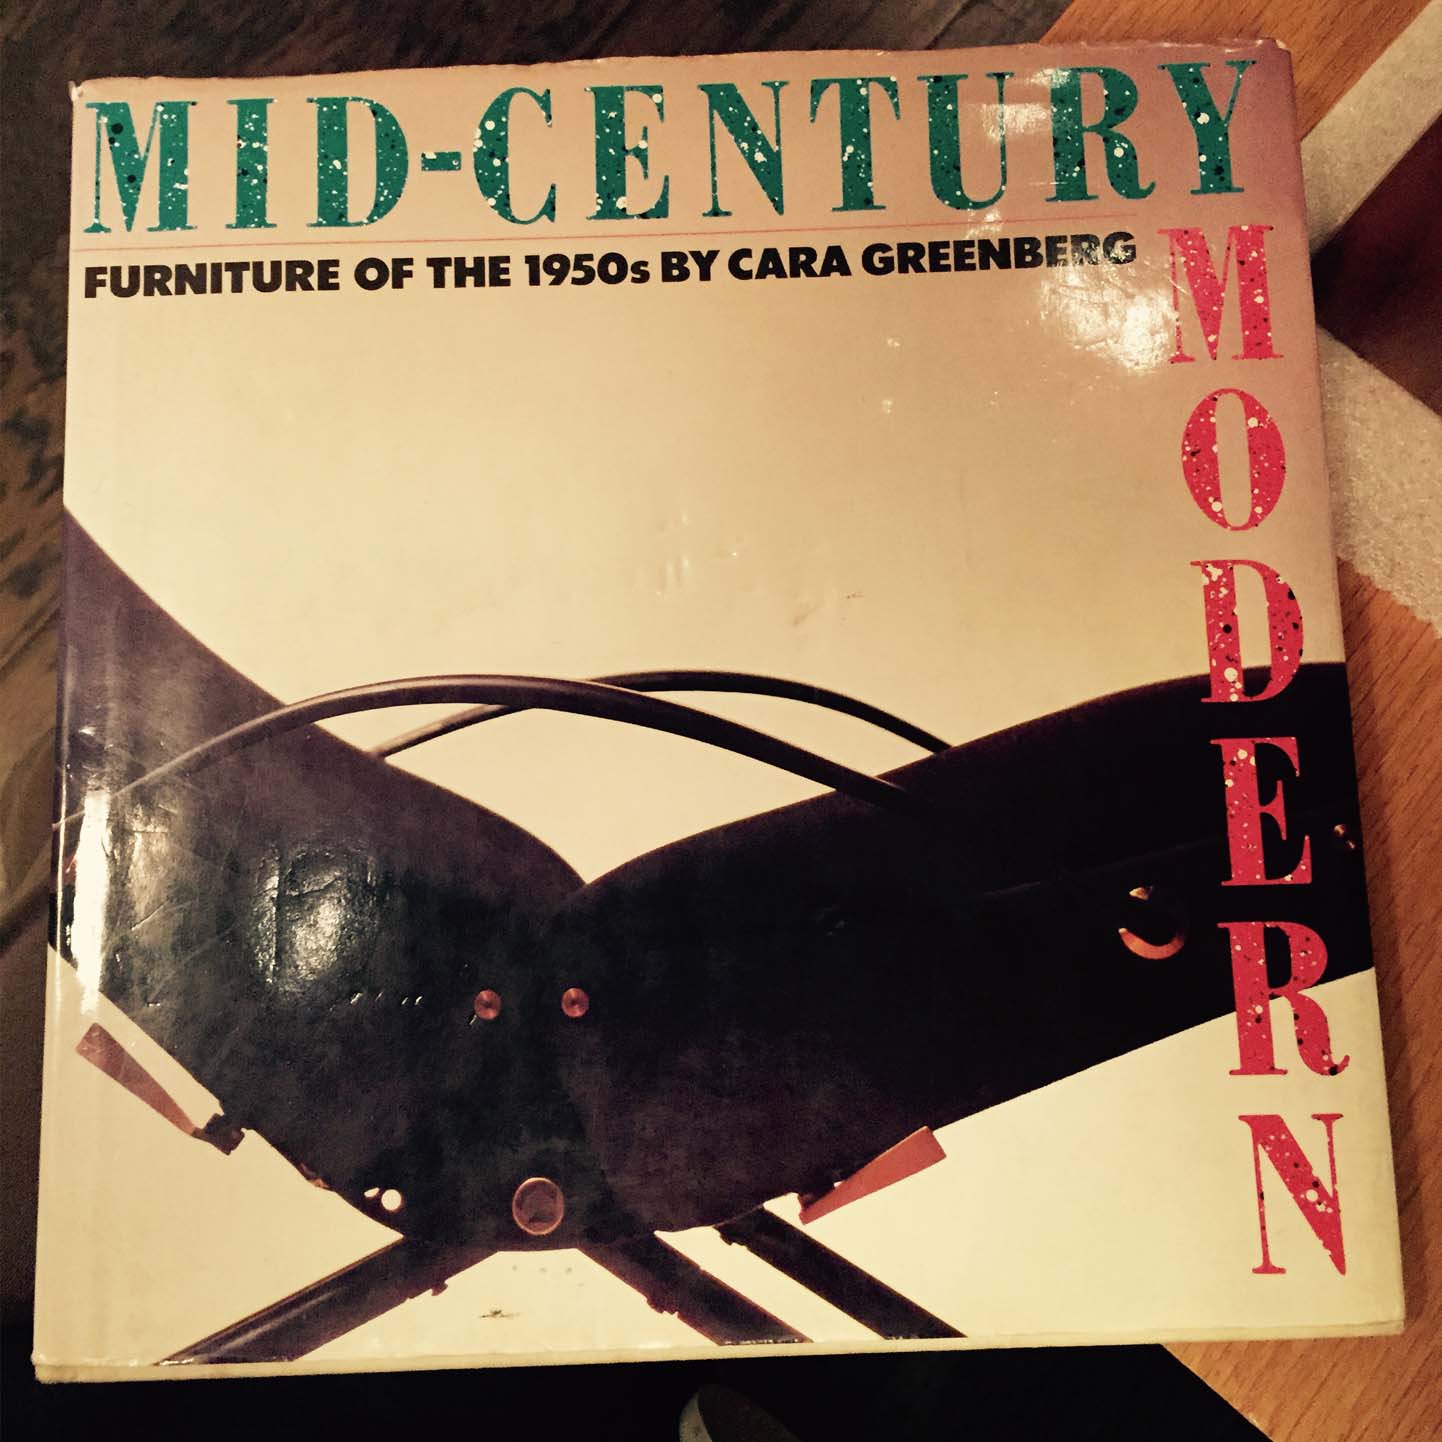 MID-CENTURY
FURNITURE OF THE 1950s BY CARA GREENBERG
MODERN